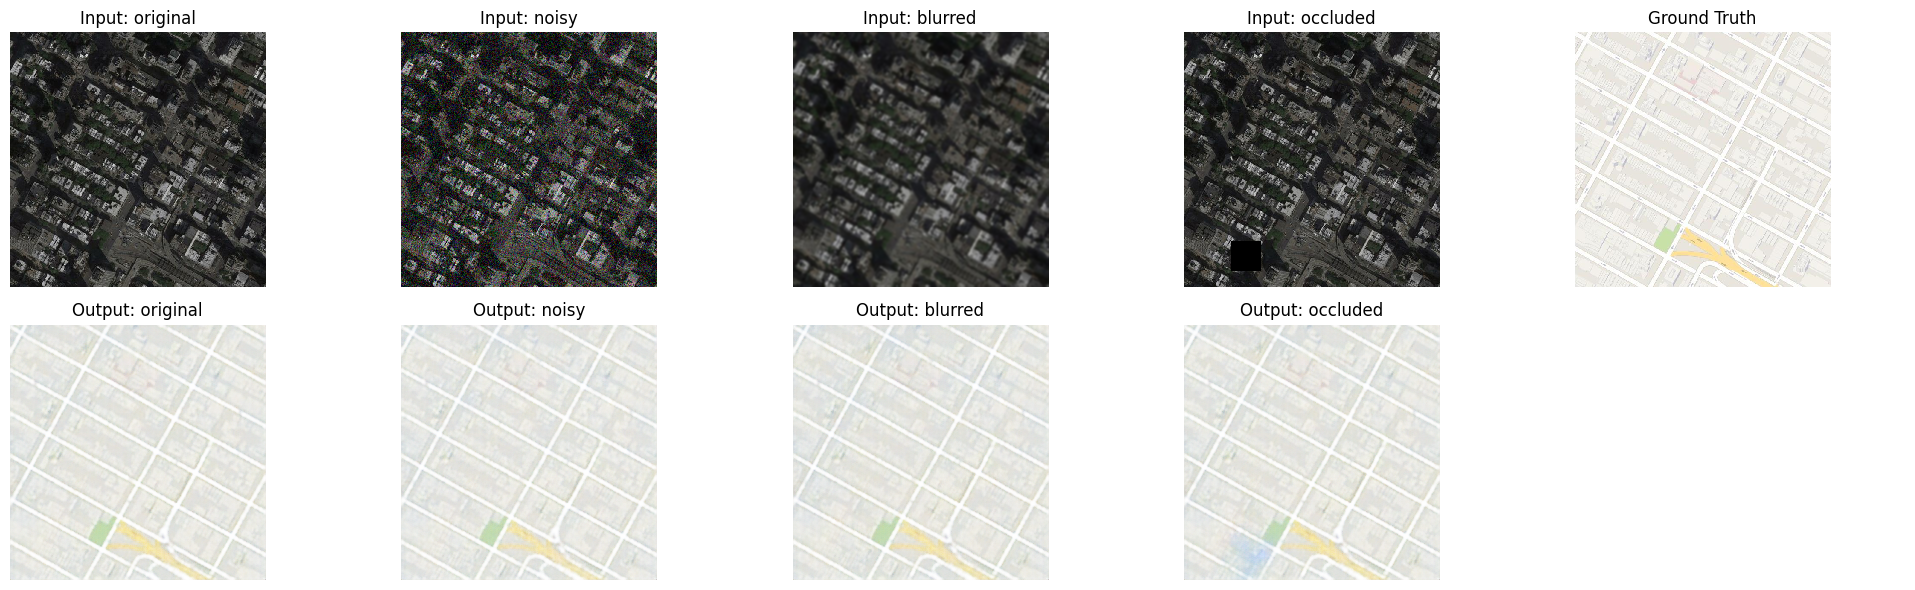 Input: original
Input: noisy
Input: blurred
Input: occluded
Ground Truth
Output: original
Output: noisy
Output: blurred
Output: occluded